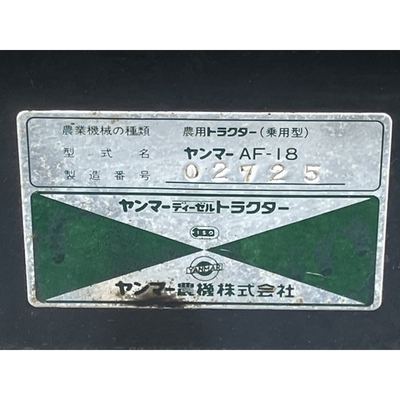 農業機械の種類 農用トラクター(乗用型)
型式名 ヤンマー AF-18
製造番号 02725
ヤンマーディーゼルトラクター
YANMAR
ヤンマー農機株式会社